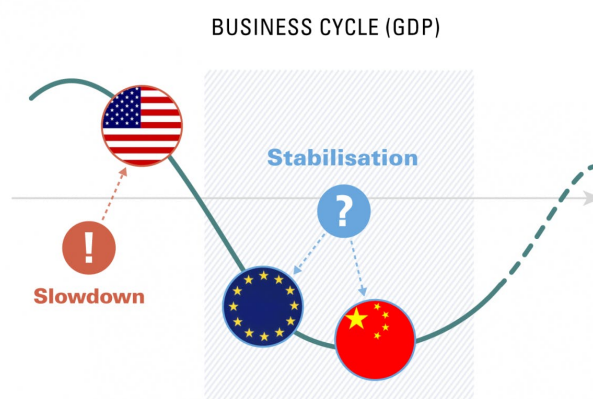 BUSINESS CYCLE (GDP)
Stabilisation
?
!
Slowdown